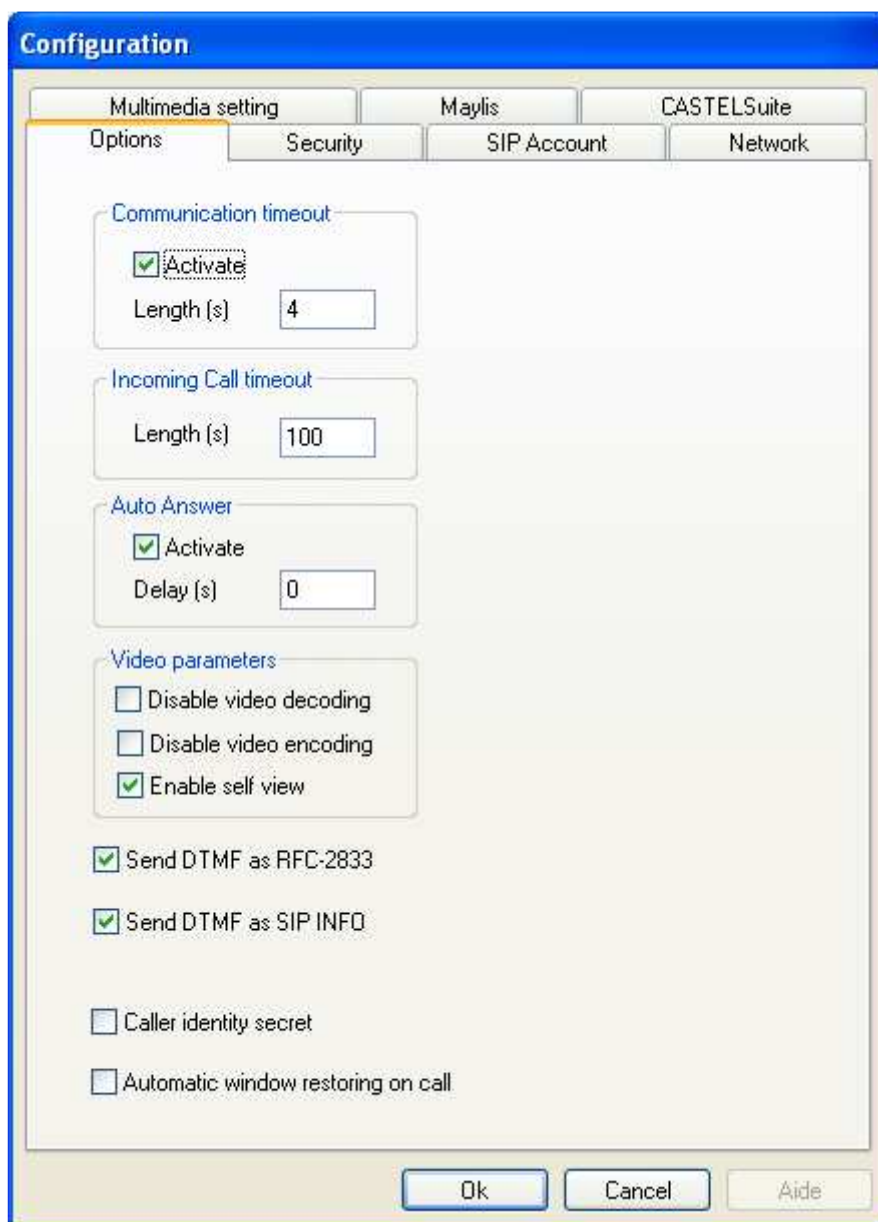 Configuration
Multimedia setting Maylis CASTELSuite
Options Security SIP Account Network
Communication timeout
Activate
Length (s) 4
Incoming Call timeout
Length (s) 100
Auto Answer
Activate
Delay (s) 0
Video parameters
Disable video decoding
Disable video encoding
Enable self view
Send DTMF as RFC-2833
Send DTMF as SIP INFO
Caller identity secret
Automatic window restoring on call
Ok Cancel Aide